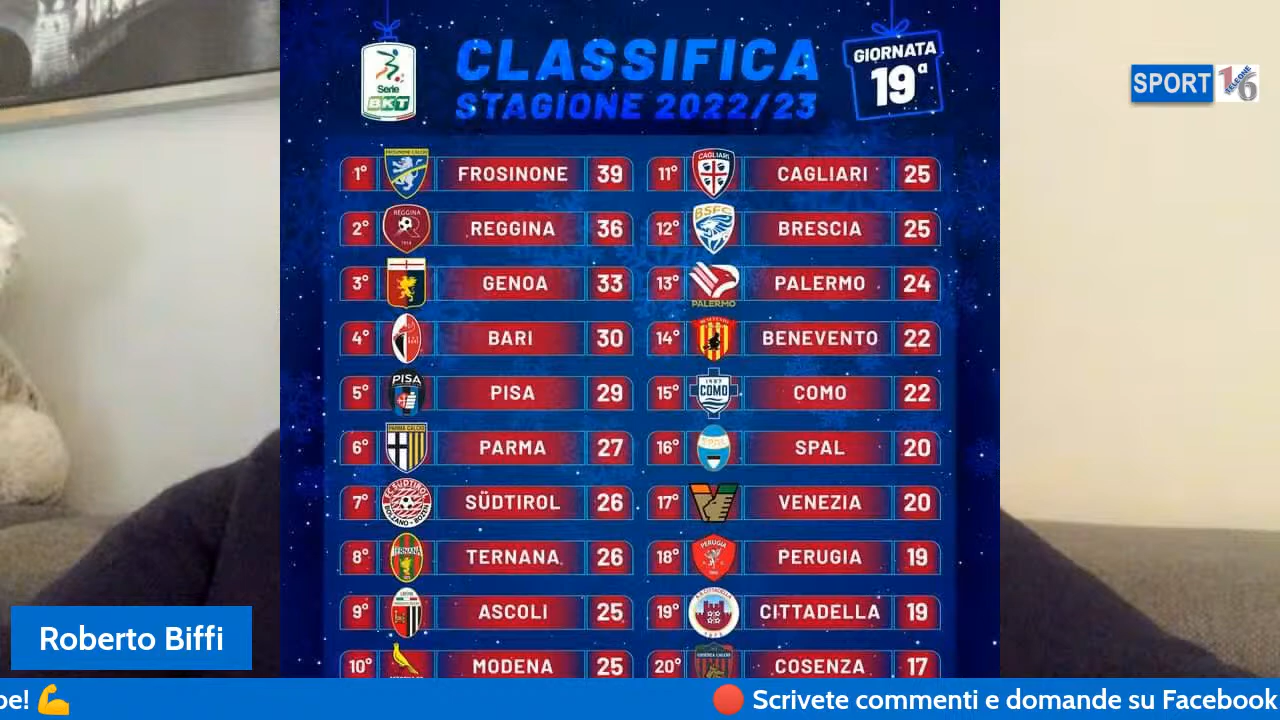 CLASSIFICA
STAGIONE 2022/23
GIORNATA
19ª
Serie
BKT
SPORT
16
TELEONE
1° FROSINONE 39
2° REGGINA 36
3° GENOA 33
4° BARI 30
5° PISA 29
6° PARMA 27
7° SÜDTIROL 26
8° TERNANA 26
9° ASCOLI 25
10° MODENA 25
11° CAGLIARI 25
12° BRESCIA 25
13° PALERMO 24
14° BENEVENTO 22
15° COMO 22
16° SPAL 20
17° VENEZIA 20
18° PERUGIA 19
19° CITTADELLA 19
20° COSENZA 17
Roberto Biffi
pe! 💪 🔴 Scrivete commenti e domande su Facebook